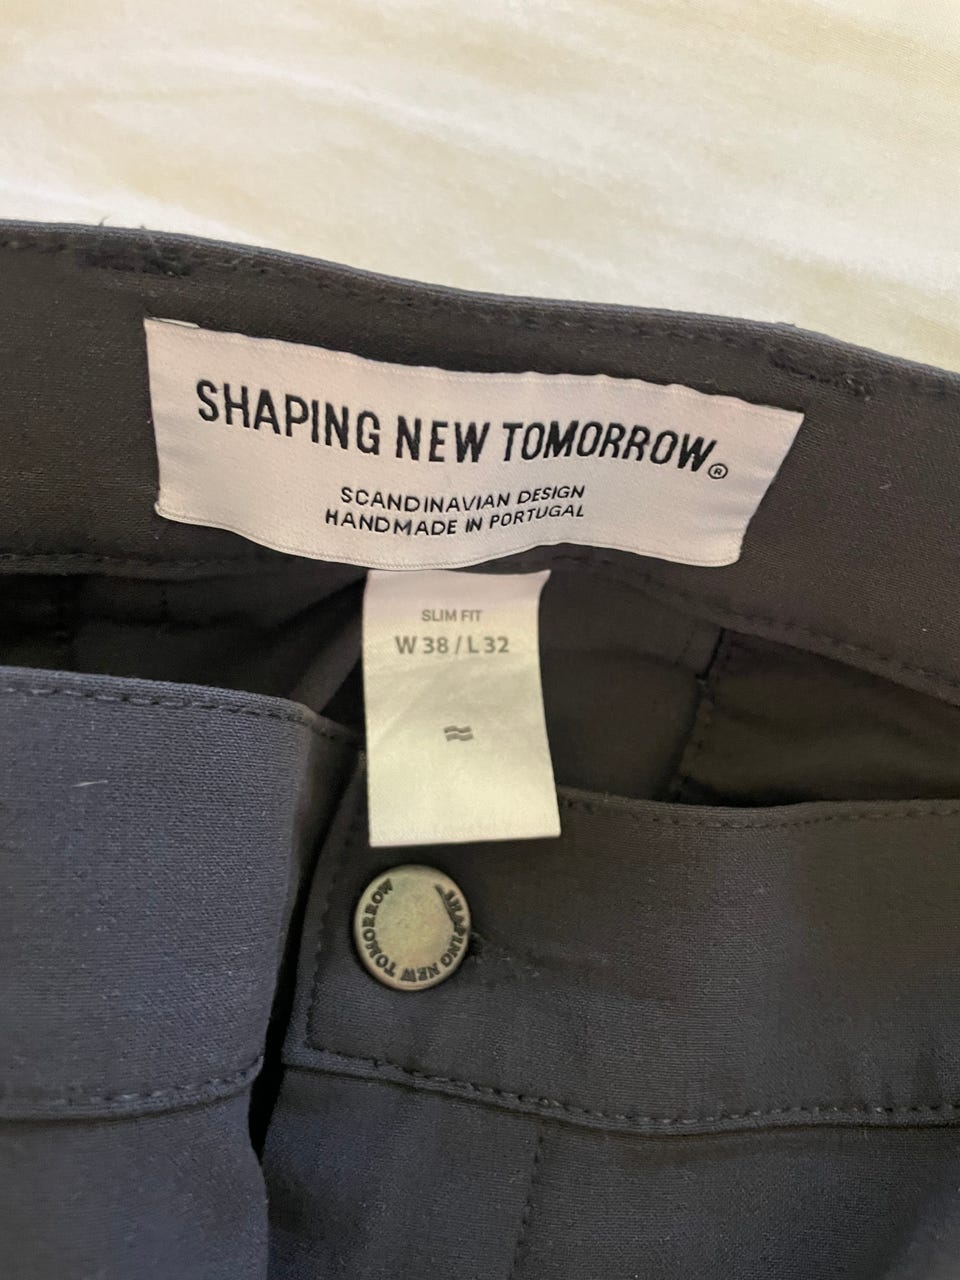 SHAPING NEW TOMORROW®
SCANDINAVIAN DESIGN
HANDMADE IN PORTUGAL
SLIM FIT
W 38 / L 32
SHAPING NEW TOMORROW